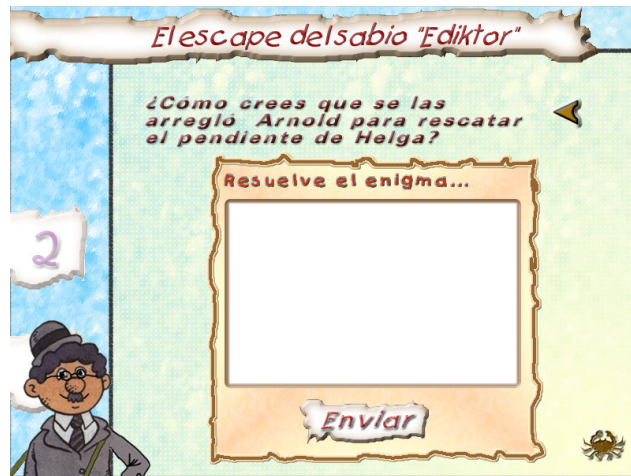 El escape del sabio "Ediktor"
¿Cómo crees que se las
arregló Arnold para rescatar
el pendiente de Helga?
Resuelve el enigma...
2
Enviar